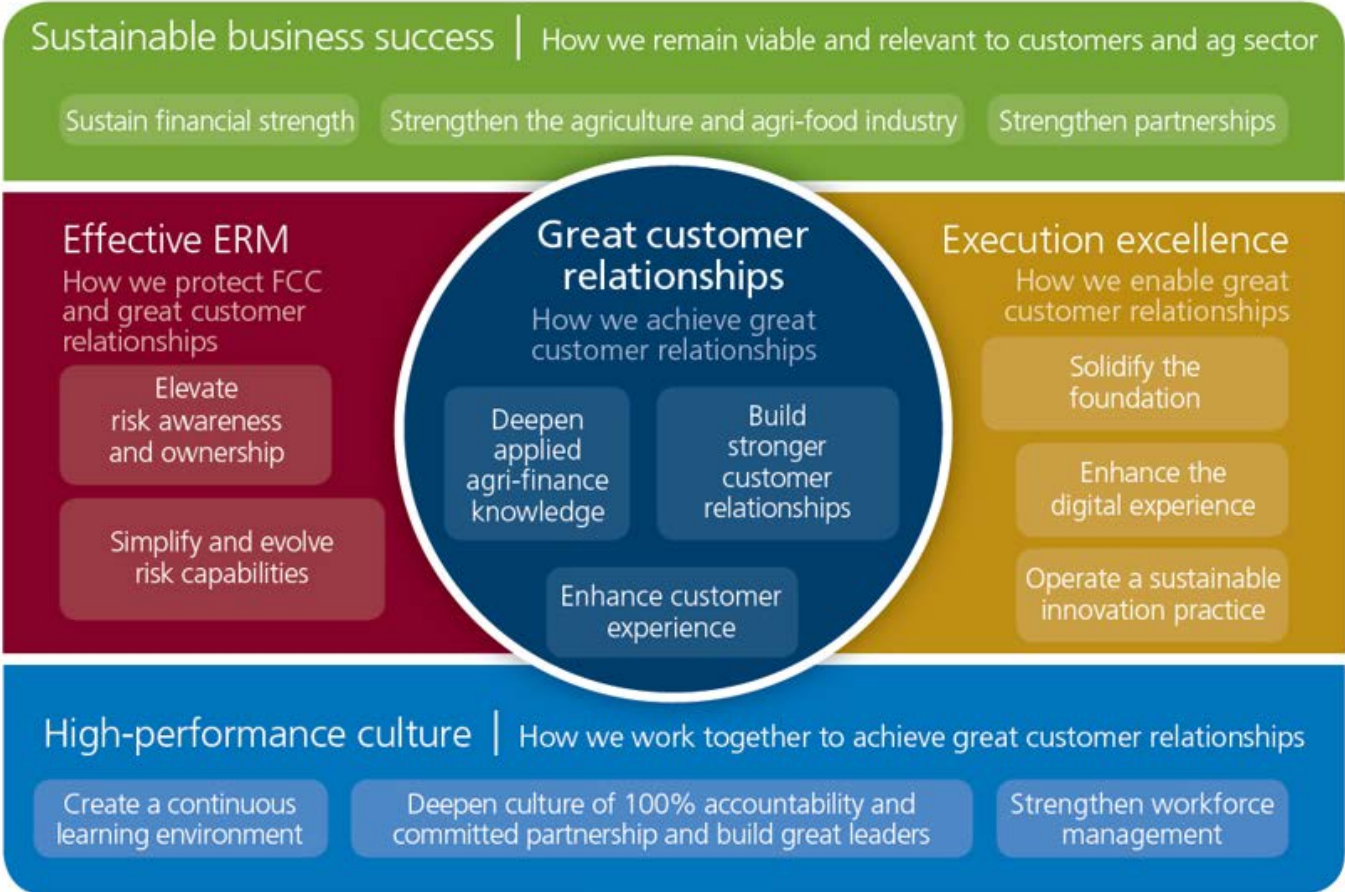 Sustainable business success | How we remain viable and relevant to customers and ag sector
Sustain financial strength
Strengthen the agriculture and agri-food industry
Strengthen partnerships
Effective ERM
How we protect FCC
and great customer
relationships
Elevate
risk awareness
and ownership
Simplify and evolve
risk capabilities
Great customer
relationships
How we achieve great
customer relationships
Deepen
applied
agri-finance
knowledge
Build
stronger
customer
relationships
Enhance customer
experience
Execution excellence
How we enable great
customer relationships
Solidify the
foundation
Enhance the
digital experience
Operate a sustainable
innovation practice
High-performance culture | How we work together to achieve great customer relationships
Create a continuous
learning environment
Deepen culture of 100% accountability and
committed partnership and build great leaders
Strengthen workforce
management